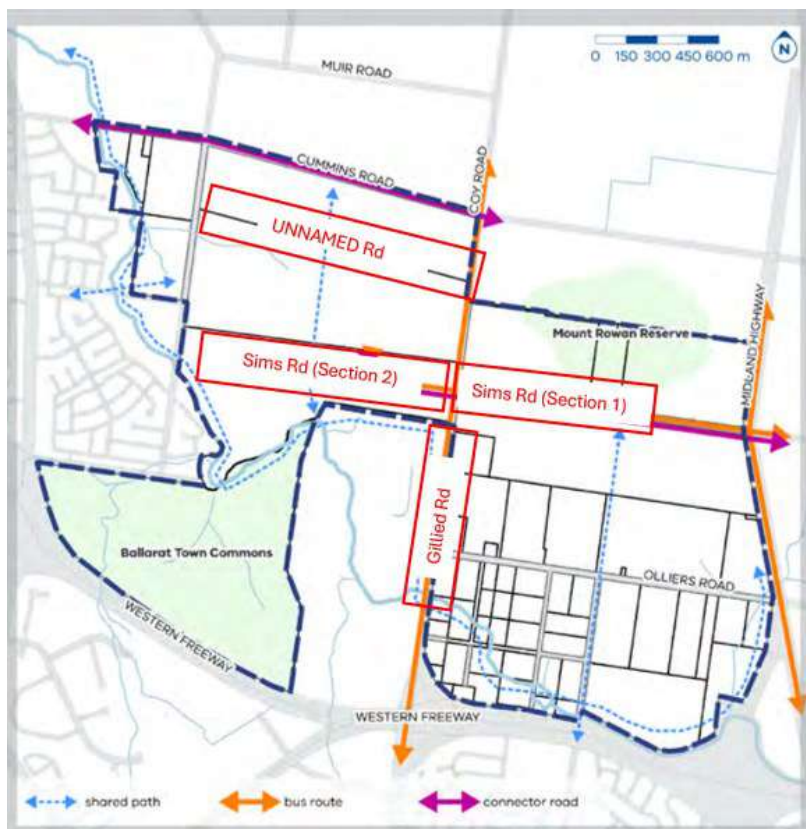 0 150 300 450 600 m
N
MUIR ROAD
CUMMINS ROAD
COY ROAD
UNNAMED Rd
Mount Rowan Reserve
MIDLAND HIGHWAY
Sims Rd (Section 2)
Sims Rd (Section 1)
Gillied Rd
Ballarat Town Commons
OLLIERS ROAD
WESTERN FREEWAY
WESTERN FREEWAY
shared path
bus route
connector road